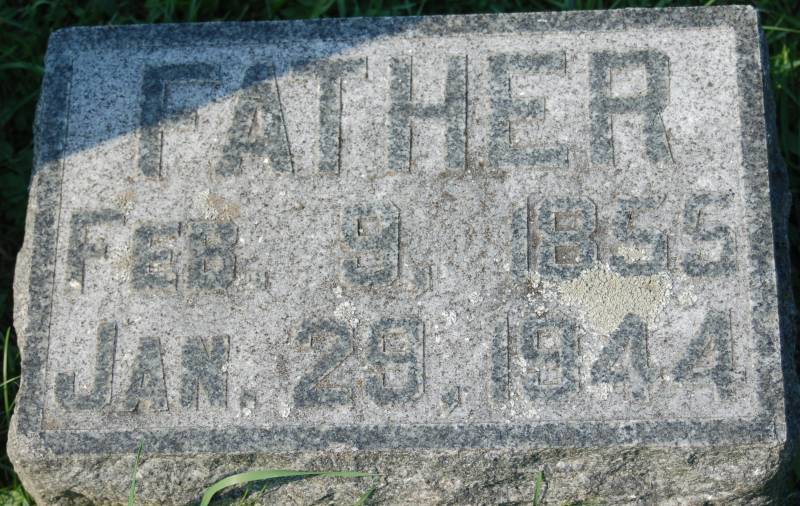 FATHER
FEB. 9, 1855
JAN. 29, 1944